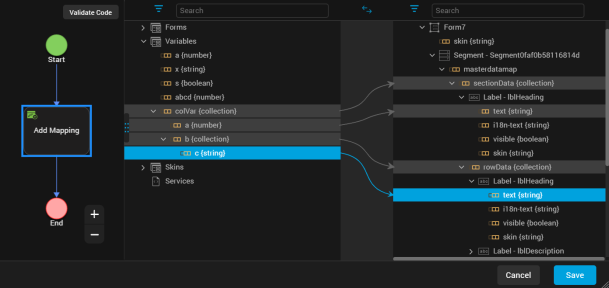 Validate Code
Start
Add Mapping
End
+
−
Search
Forms
Variables
a {number}
x {string}
s {boolean}
abcd {number}
colVar {collection}
a {number}
b {collection}
c {string}
Skins
Services
Search
Form7
skin {string}
Segment - Segment0faf0b58116814d
masterdatamap
sectionData {collection}
Label - lblHeading
text {string}
i18n-text {string}
visible {boolean}
skin {string}
rowData {collection}
Label - lblHeading
text {string}
i18n-text {string}
visible {boolean}
skin {string}
Label - lblDescription
Cancel
Save